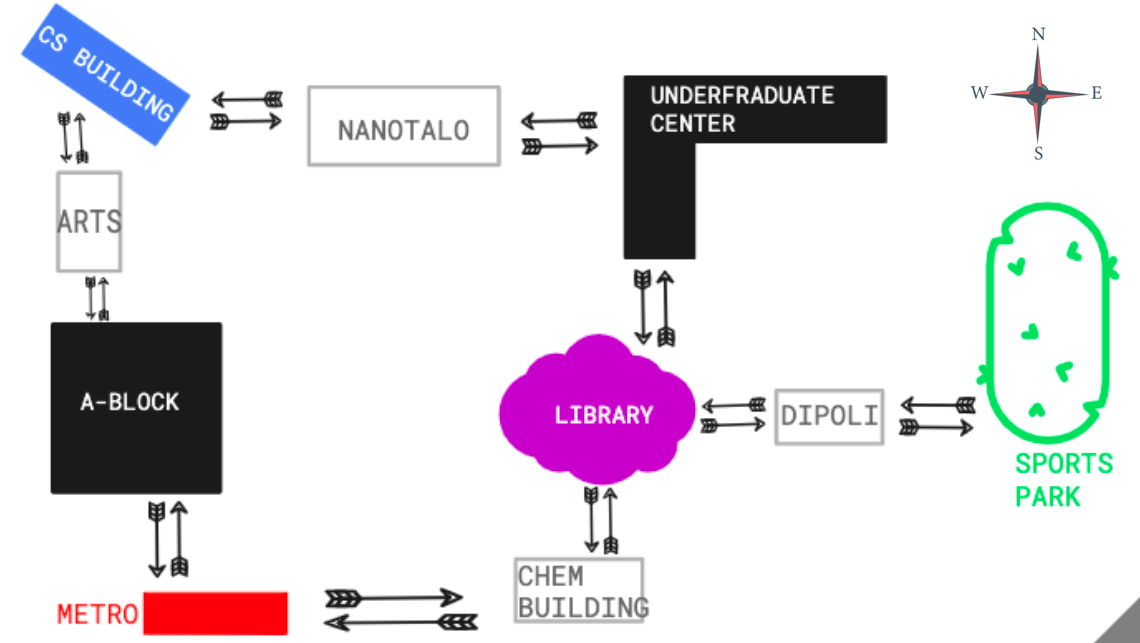 CS BUILDING
NANOTALO
UNDERFRADUATE
CENTER
N
W
E
S
ARTS
A-BLOCK
LIBRARY
DIPOLI
SPORTS
PARK
CHEM
BUILDING
METRO